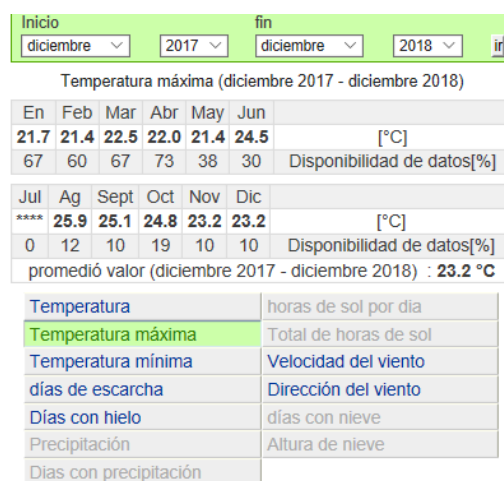 Inicio fin
diciembre 2017 diciembre 2018
Temperatura máxima (diciembre 2017 - diciembre 2018)
En Feb Mar Abr May Jun
21.7 21.4 22.5 22.0 21.4 24.5 [°C]
67 60 67 73 38 30 Disponibilidad de datos[%]
Jul Ag Sept Oct Nov Dic
**** 25.9 25.1 24.8 23.2 23.2 [°C]
0 12 10 19 10 10 Disponibilidad de datos[%]
promedió valor (diciembre 2017 - diciembre 2018) : 23.2 °C
Temperatura horas de sol por dia
Temperatura máxima Total de horas de sol
Temperatura mínima Velocidad del viento
días de escarcha Dirección del viento
Días con hielo días con nieve
Precipitación Altura de nieve
Dias con precipitación